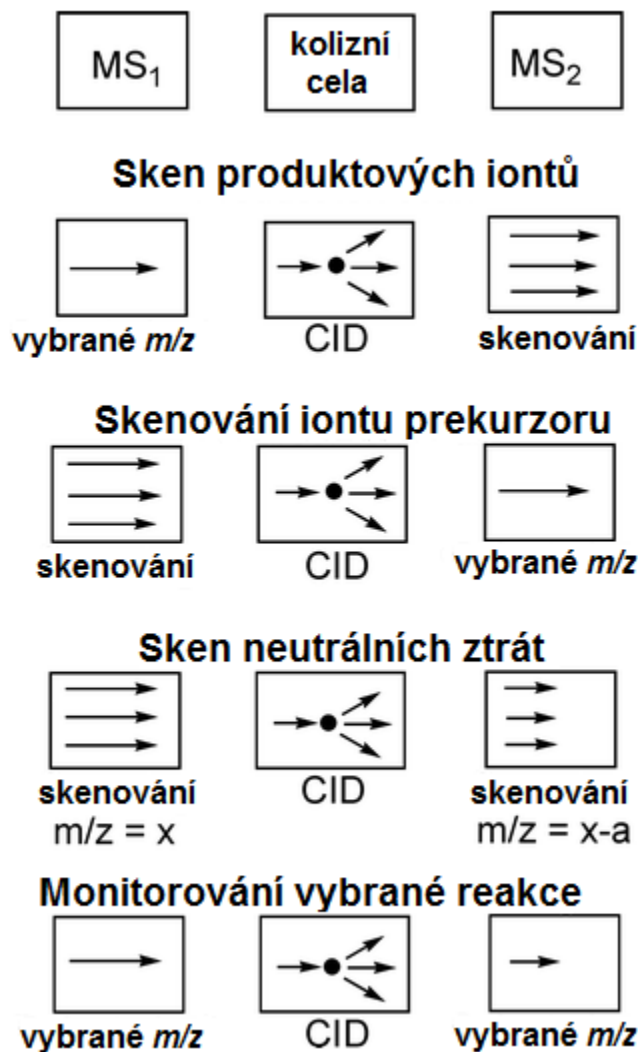 MS₁ kolizní cela MS₂
Sken produktových iontů
vybrané m/z CID skenování
Skenování iontu prekurzoru
skenování CID vybrané m/z
Sken neutrálních ztrát
skenování CID skenování
m/z = x m/z = x-a
Monitorování vybrané reakce
vybrané m/z CID vybrané m/z